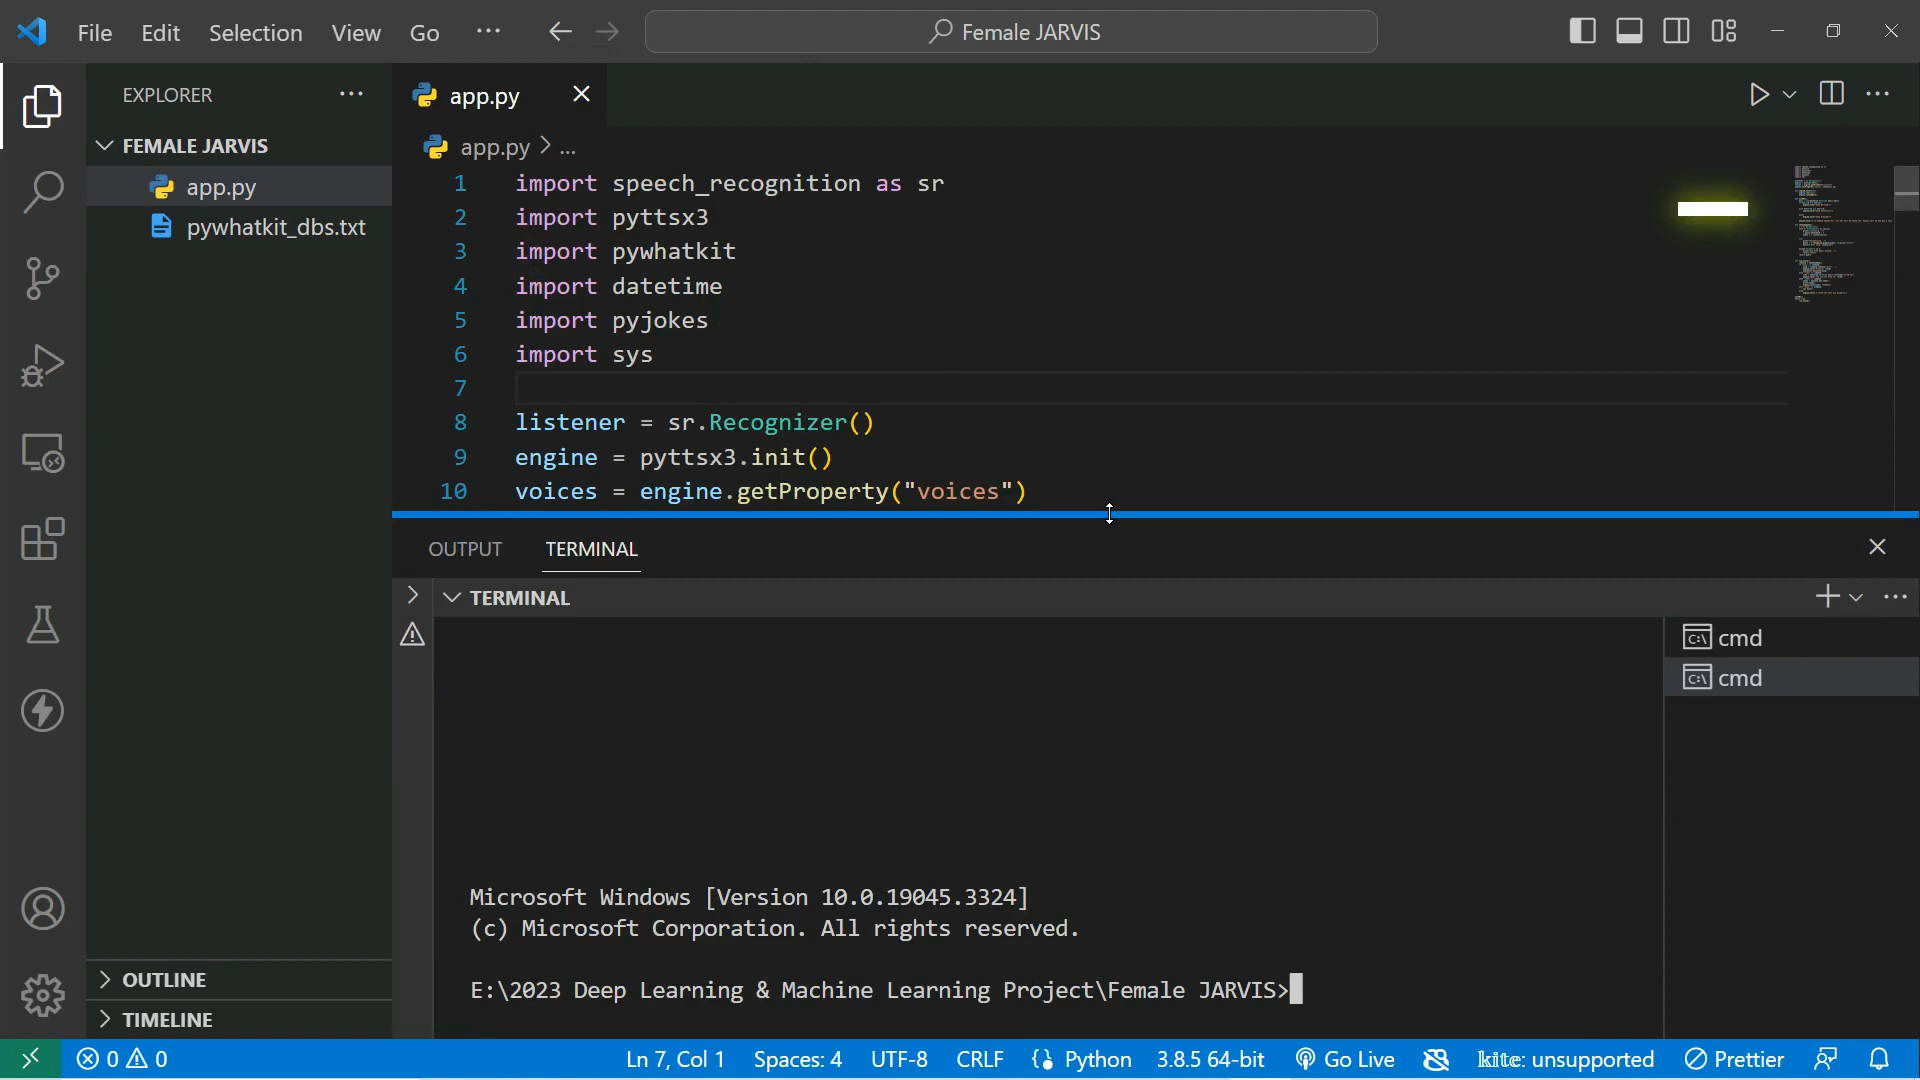 File Edit Selection View Go ··· Female JARVIS
EXPLORER ···
FEMALE JARVIS
app.py
pywhatkit_dbs.txt
OUTLINE
TIMELINE
app.py
app.py > ...
1 import speech_recognition as sr
2 import pyttsx3
3 import pywhatkit
4 import datetime
5 import pyjokes
6 import sys
7
8 listener = sr.Recognizer()
9 engine = pyttsx3.init()
10 voices = engine.getProperty("voices")
OUTPUT TERMINAL
TERMINAL
cmd
cmd
Microsoft Windows [Version 10.0.19045.3324]
(c) Microsoft Corporation. All rights reserved.
E:\2023 Deep Learning & Machine Learning Project\Female JARVIS>
0 0 Ln 7, Col 1 Spaces: 4 UTF-8 CRLF Python 3.8.5 64-bit Go Live kite: unsupported Prettier